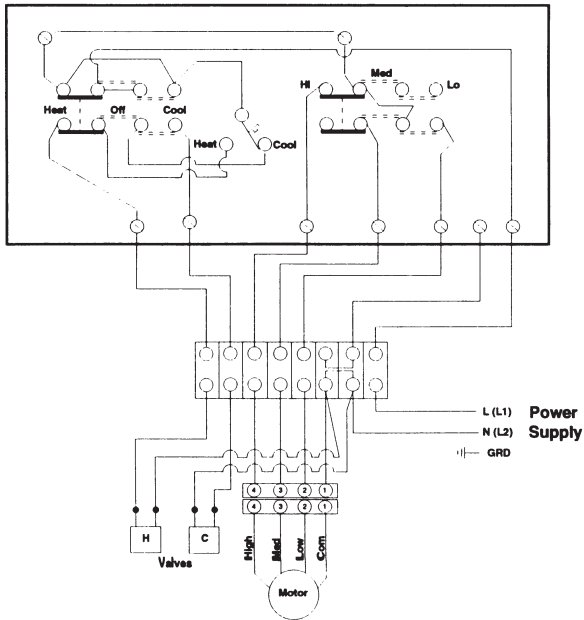 Med
HI
Lo
Heat
Off
Cool
Heat
Cool
L (L1)
Power
N (L2)
Supply
GRD
4
3
2
1
4
3
2
1
H
C
Valves
High
Med
Low
Com
Motor